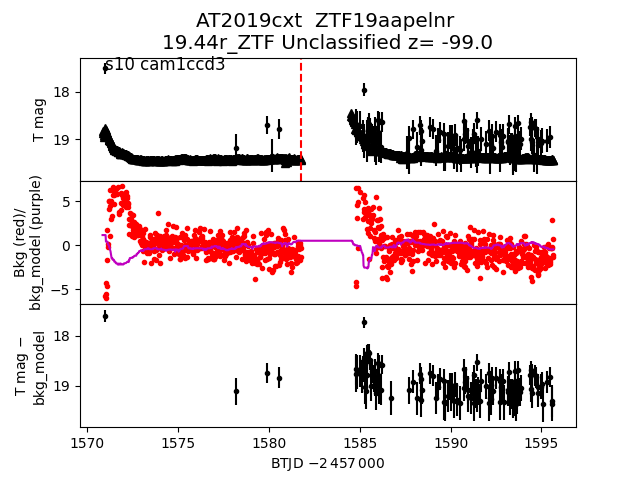 AT2019cxt  ZTF19aapelnr
19.44r_ZTF Unclassified z= -99.0
s10 cam1ccd3
18
19
T mag
5
0
−5
Bkg (red)/
bkg_model (purple)
18
19
T mag −
bkg_model
1570
1575
1580
1585
1590
1595
BTJD −2 457 000